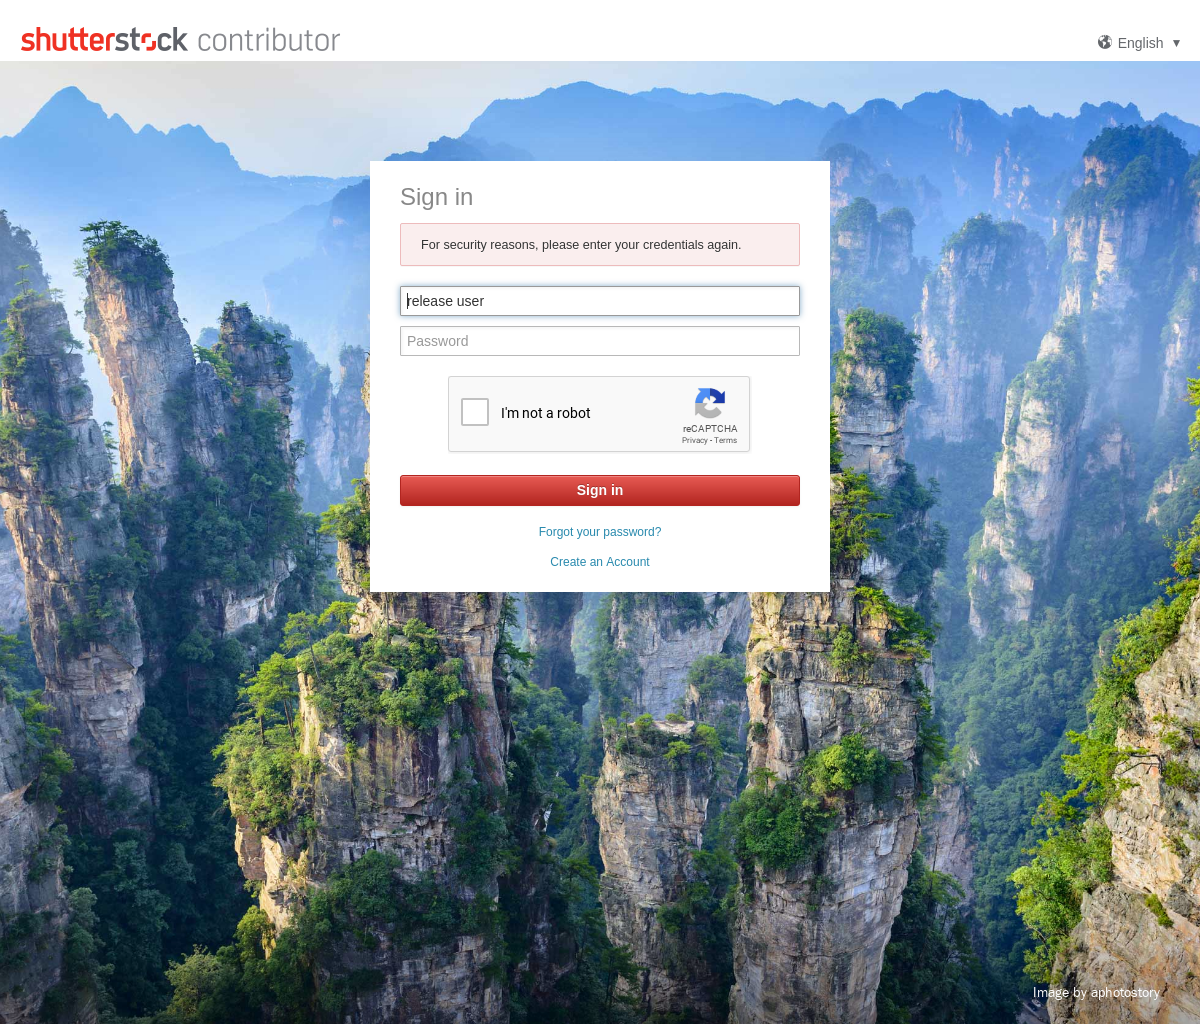 shutterstock contributor
English ▼
Sign in
For security reasons, please enter your credentials again.
release user
Password
I'm not a robot
reCAPTCHA
Privacy - Terms
Sign in
Forgot your password?
Create an Account
Image by aphotostory